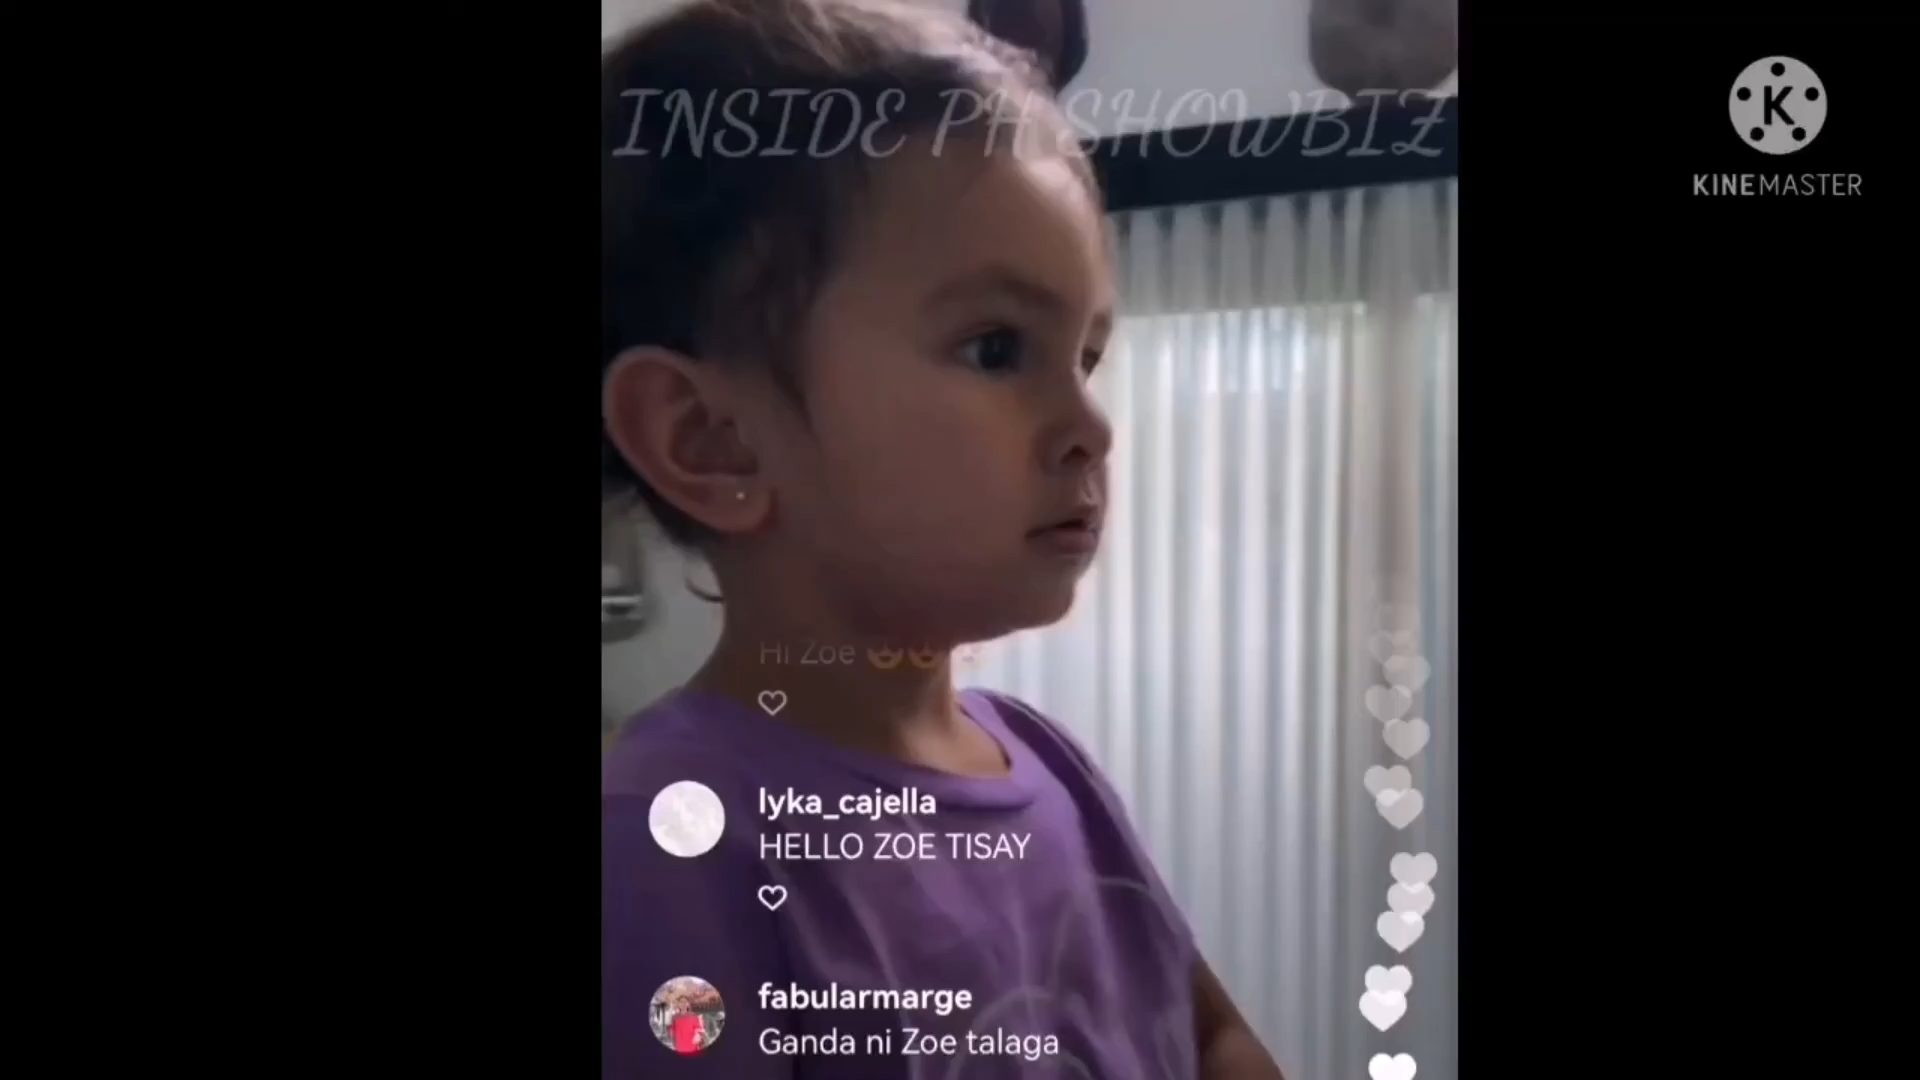 INSIDE PH SHOWBIZ
K
KINEMASTER
Hi Zoe
lyka_cajella
HELLO ZOE TISAY
fabularmarge
Ganda ni Zoe talaga